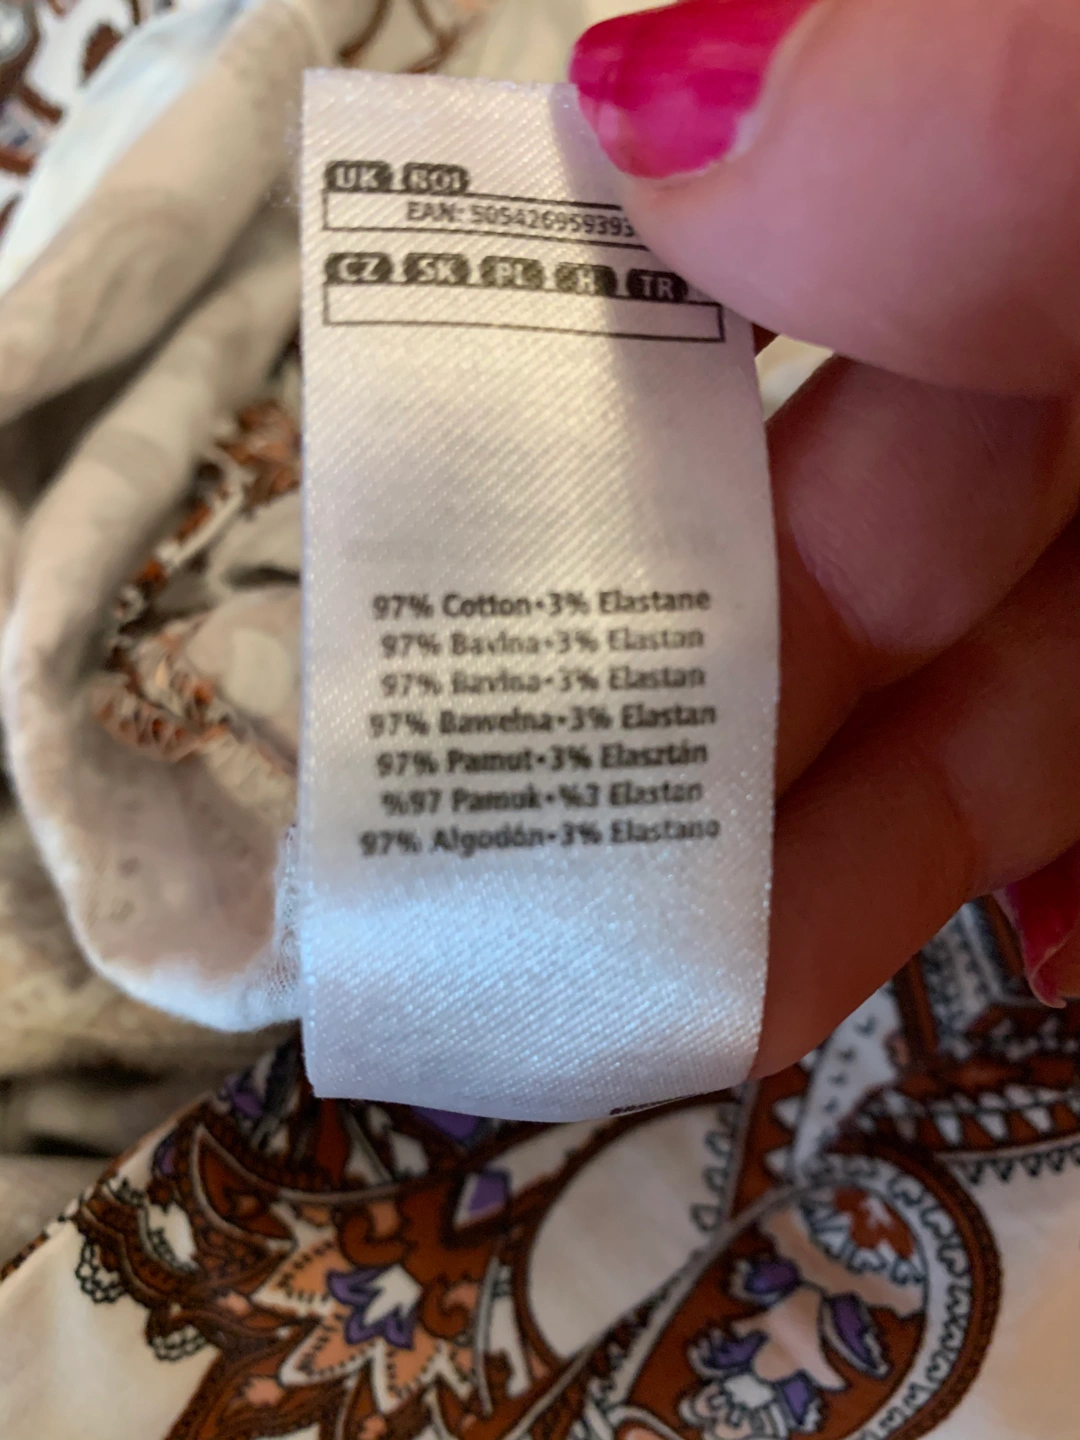 UK ROI
EAN: 505426959393
CZ SK PL H TR
97% Cotton•3% Elastane
97% Bavlna•3% Elastan
97% Bavlna•3% Elastan
97% Bawełna•3% Elastan
97% Pamut•3% Elasztán
%97 Pamuk•%3 Elastan
97% Algodón•3% Elastano